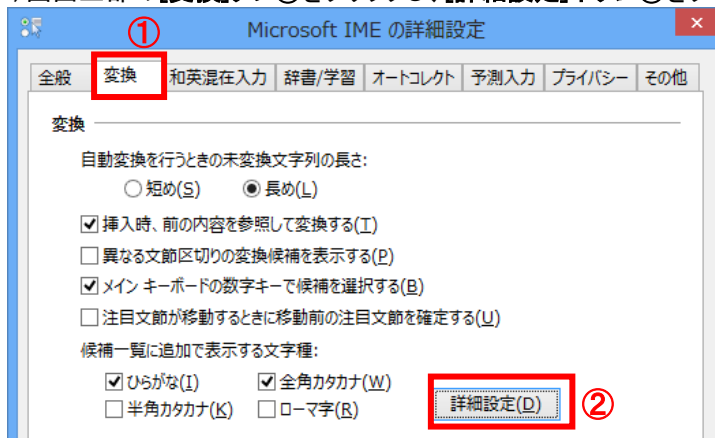 Microsoft IME の詳細設定
①
全般 変換 和英混在入力 辞書/学習 オートコレクト 予測入力 プライバシー その他
変換
自動変換を行うときの未変換文字列の長さ:
短め(S) 長め(L)
挿入時、前の内容を参照して変換する(T)
異なる文節区切りの変換候補を表示する(P)
メイン キーボードの数字キーで候補を選択する(B)
注目文節が移動するときに移動前の注目文節を確定する(U)
候補一覧に追加で表示する文字種:
ひらがな(I) 全角カタカナ(W)
半角カタカナ(K) ローマ字(R)
詳細設定(D) ②